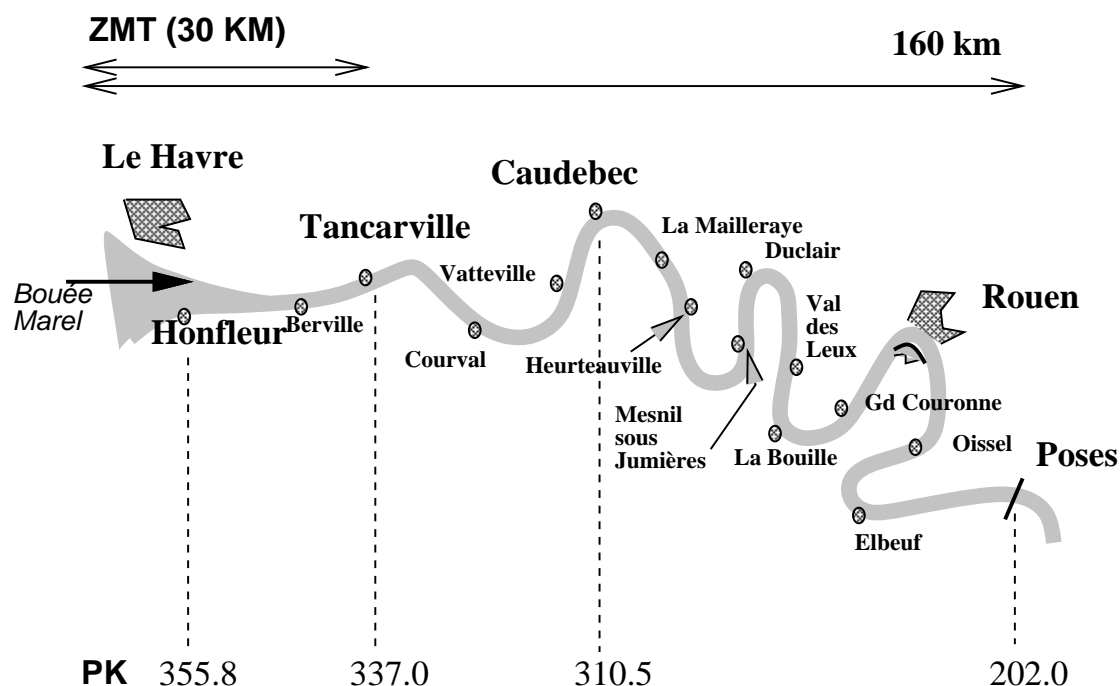 ZMT (30 KM)
160 km
Le Havre
Caudebec
Tancarville
La Mailleraye
Duclair
Vatteville
Bouée
Marel
Honfleur
Berville
Courval
Heurteauville
Val
des
Leux
Rouen
Mesnil
sous
Jumières
La Bouille
Gd Couronne
Oissel
Poses
Elbeuf
PK 355.8 337.0 310.5 202.0